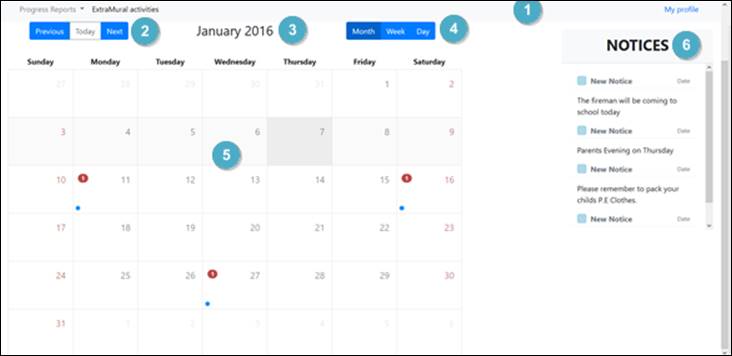 Progress Reports ExtraMural activities 1 My profile
Previous Today Next 2 January 2016 3 Month Week Day 4
NOTICES 6
Sunday Monday Tuesday Wednesday Thursday Friday Saturday
27 28 29 30 31 1 2
3 4 5 6 7 8 9
5
10 1 11 12 13 14 15 1 16
17 18 19 20 21 22 23
24 25 26 1 27 28 29 30
31 1 2 3 4 5 6
New Notice Date
The fireman will be coming to
school today
New Notice Date
Parents Evening on Thursday
New Notice Date
Please remember to pack your
childs P.E Clothes.
New Notice Date